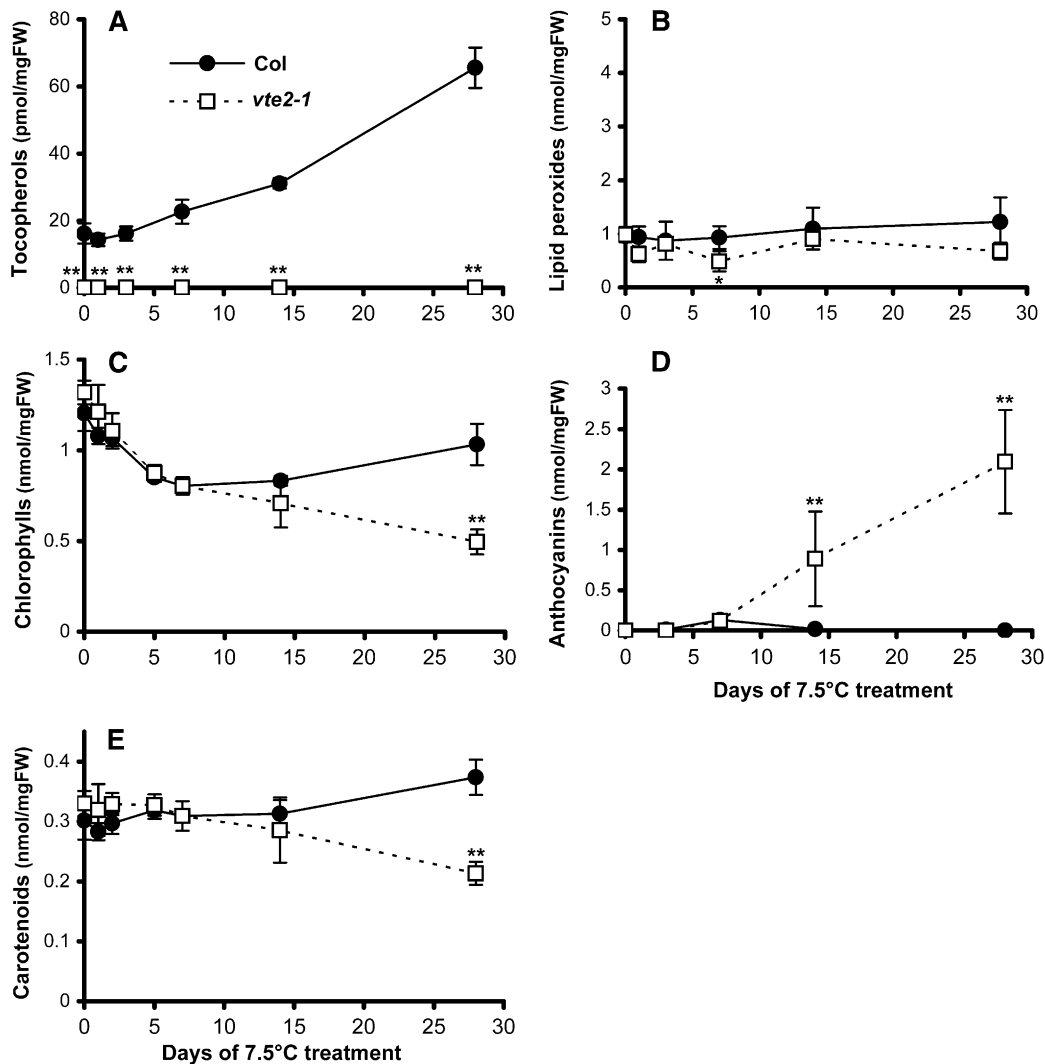 A
Tocopherols (pmol/mgFW)
80
60
40
20
0
Col
vte2-1
** ** ** ** ** **
0 5 10 15 20 25 30
B
Lipid peroxides (nmol/mgFW)
5
4
3
2
1
0
*
0 5 10 15 20 25 30
C
Chlorophylls (nmol/mgFW)
1.5
1
0.5
0
**
0 5 10 15 20 25 30
D
Anthocyanins (nmol/mgFW)
3
2.5
2
1.5
1
0.5
0
** **
0 5 10 15 20 25 30
Days of 7.5°C treatment
E
Carotenoids (nmol/mgFW)
0.4
0.3
0.2
0.1
0
**
0 5 10 15 20 25 30
Days of 7.5°C treatment